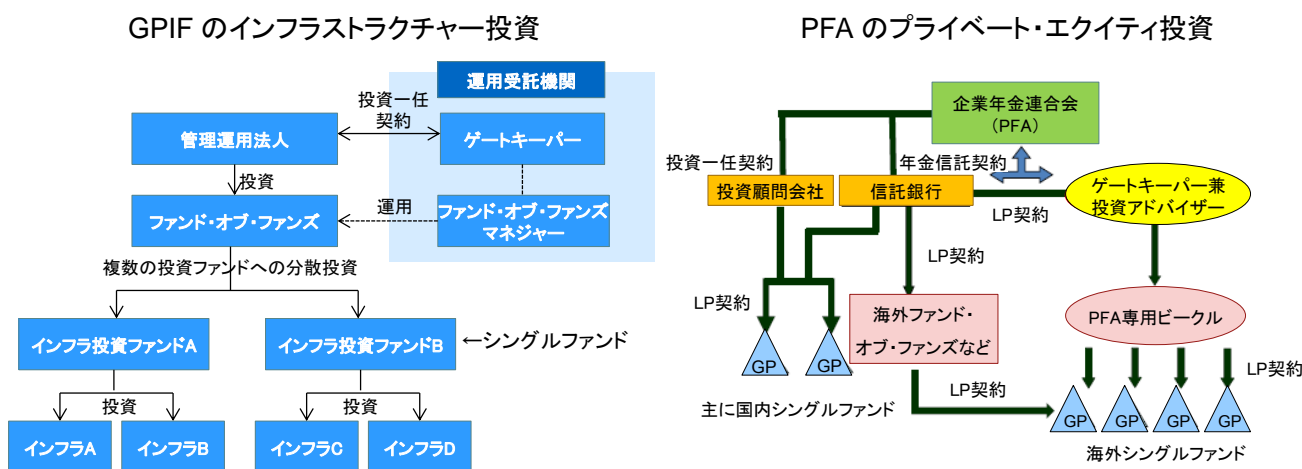 GPIF のインフラストラクチャー投資
運用受託機関
投資一任
契約
管理運用法人
ゲートキーパー
投資
運用
ファンド・オブ・ファンズ
ファンド・オブ・ファンズ
マネジャー
複数の投資ファンドへの分散投資
インフラ投資ファンドA
インフラ投資ファンドB
←シングルファンド
投資
投資
インフラA
インフラB
インフラC
インフラD
PFA のプライベート・エクイティ投資
企業年金連合会
(PFA)
投資一任契約
年金信託契約
投資顧問会社
信託銀行
ゲートキーパー兼
投資アドバイザー
LP契約
LP契約
LP契約
海外ファンド・
オブ・ファンズなど
PFA専用ビークル
GP
GP
LP契約
LP契約
主に国内シングルファンド
GP
GP
GP
GP
海外シングルファンド